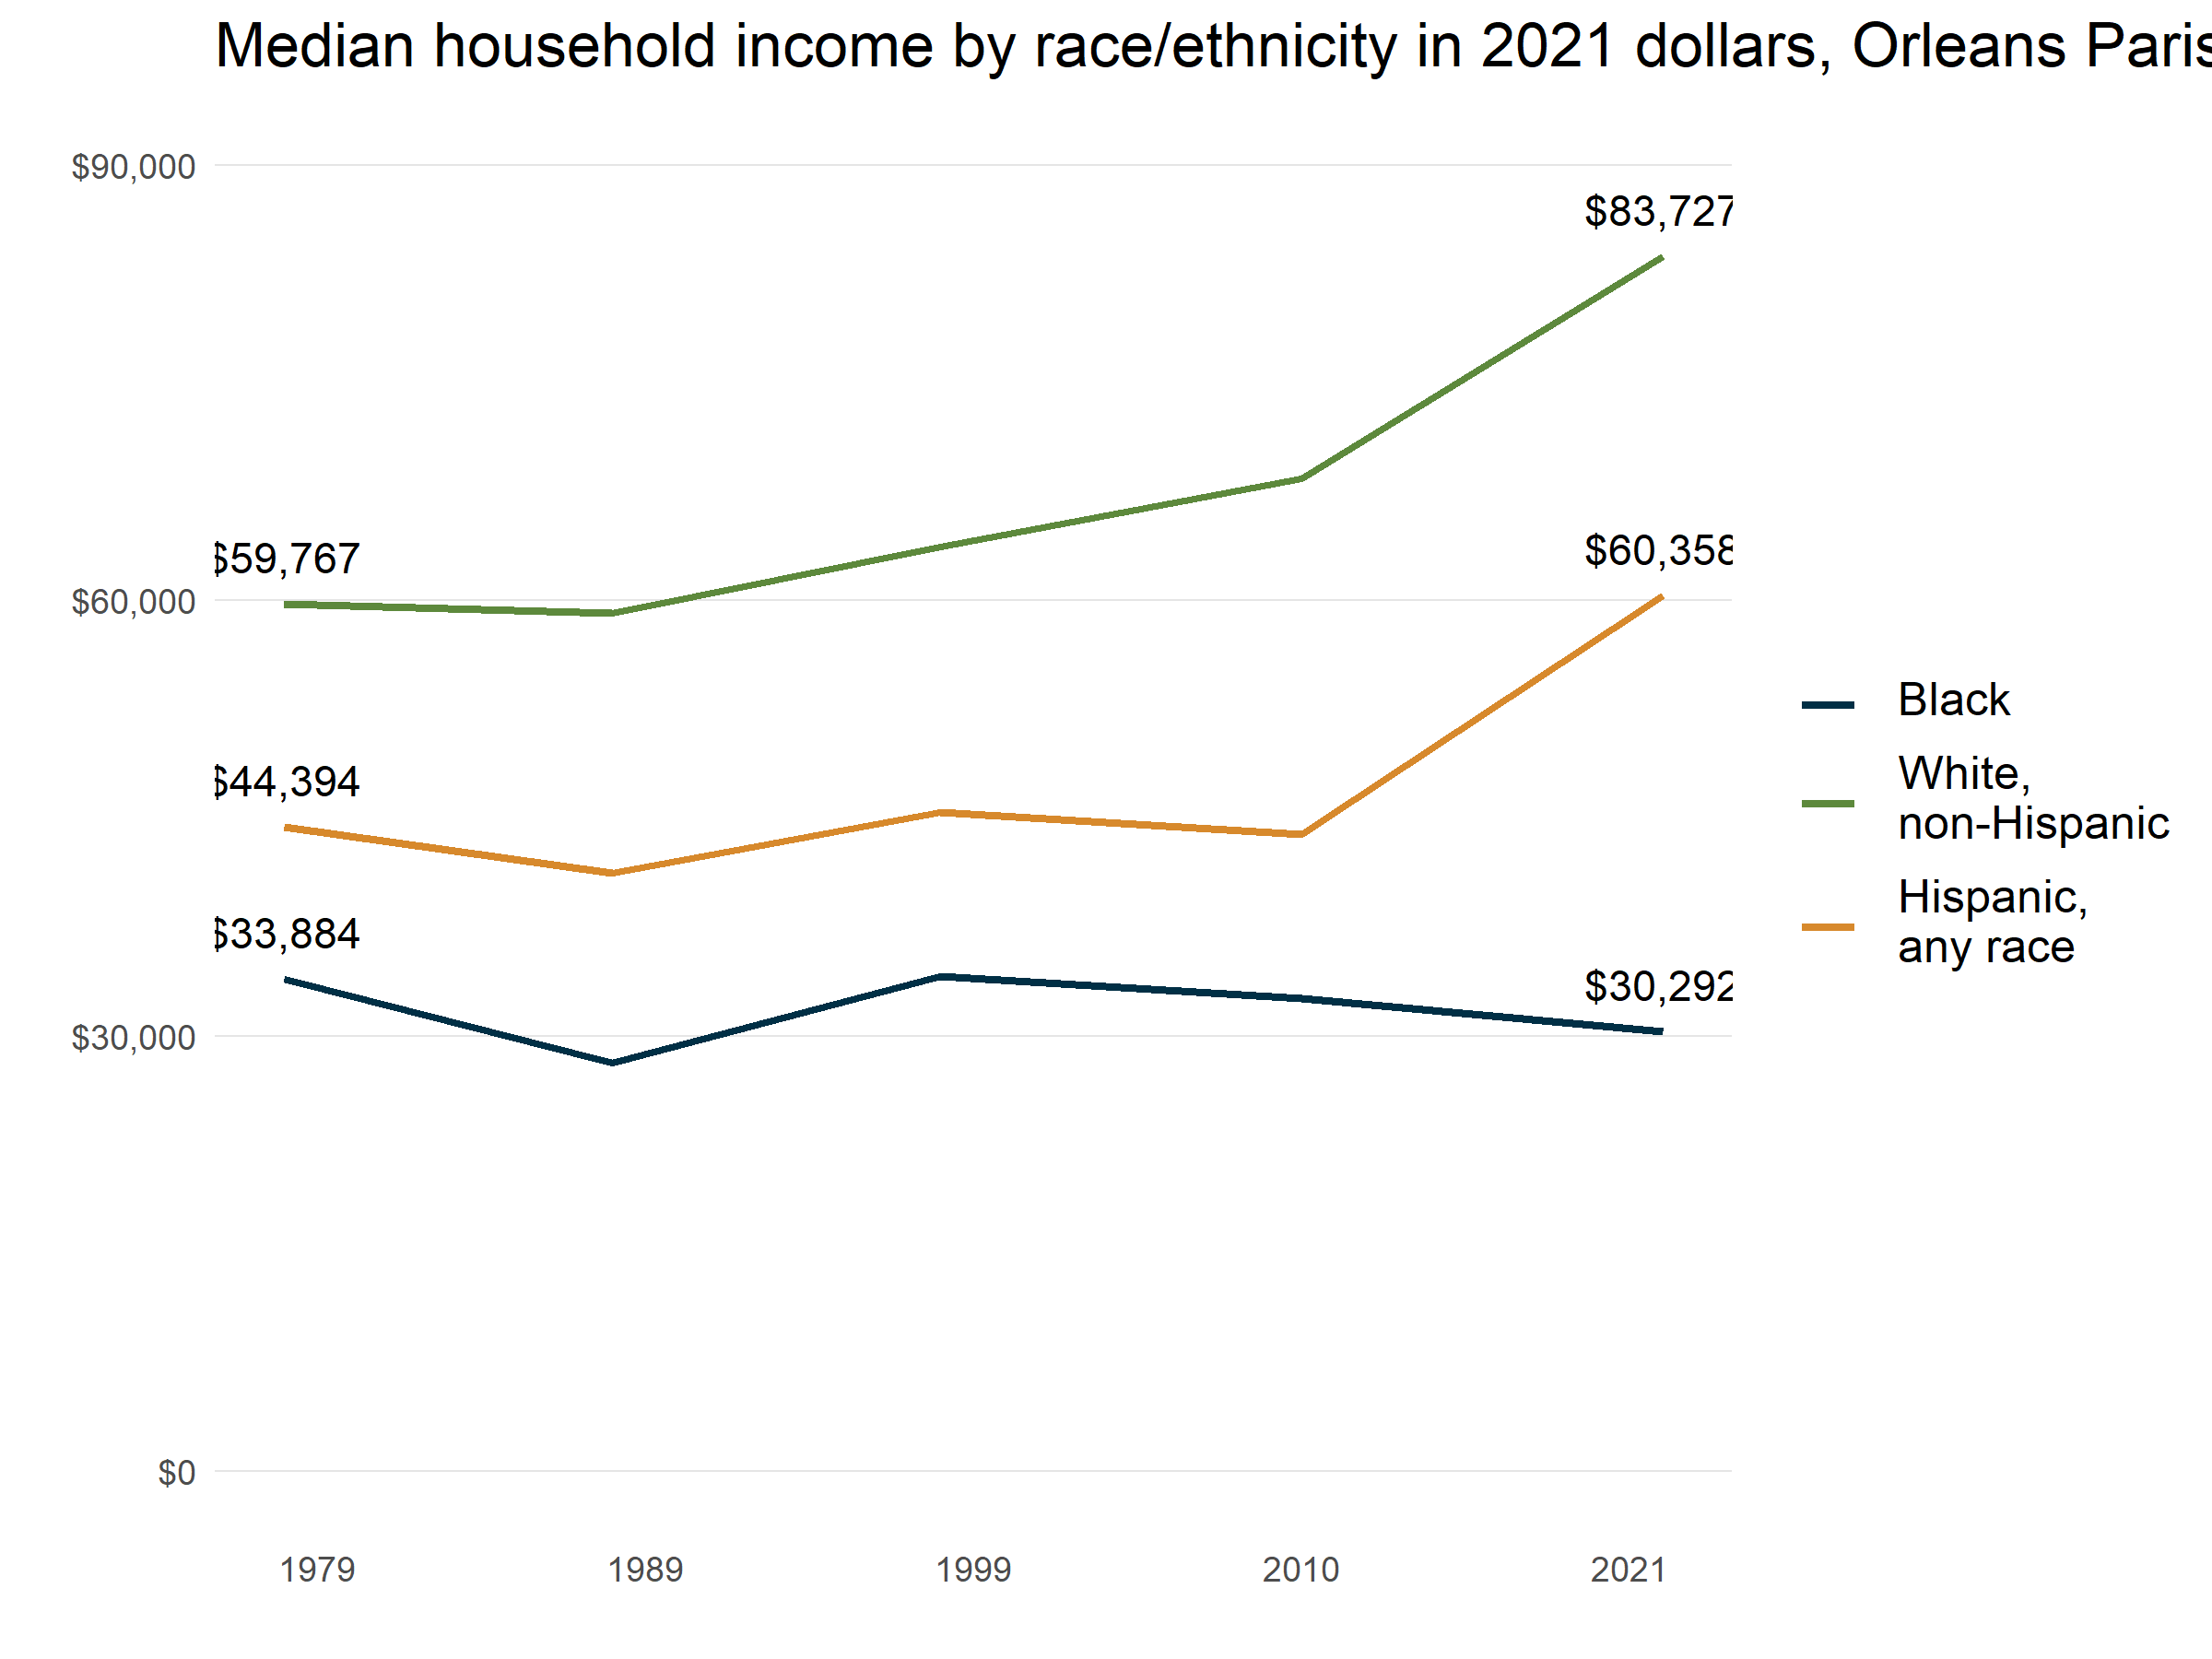 Median household income by race/ethnicity in 2021 dollars, Orleans Paris
$90,000
$83,727
$59,767
$60,358
$60,000
Black
White,
non-Hispanic
$44,394
Hispanic,
any race
$33,884
$30,292
$30,000
$0
1979 1989 1999 2010 2021